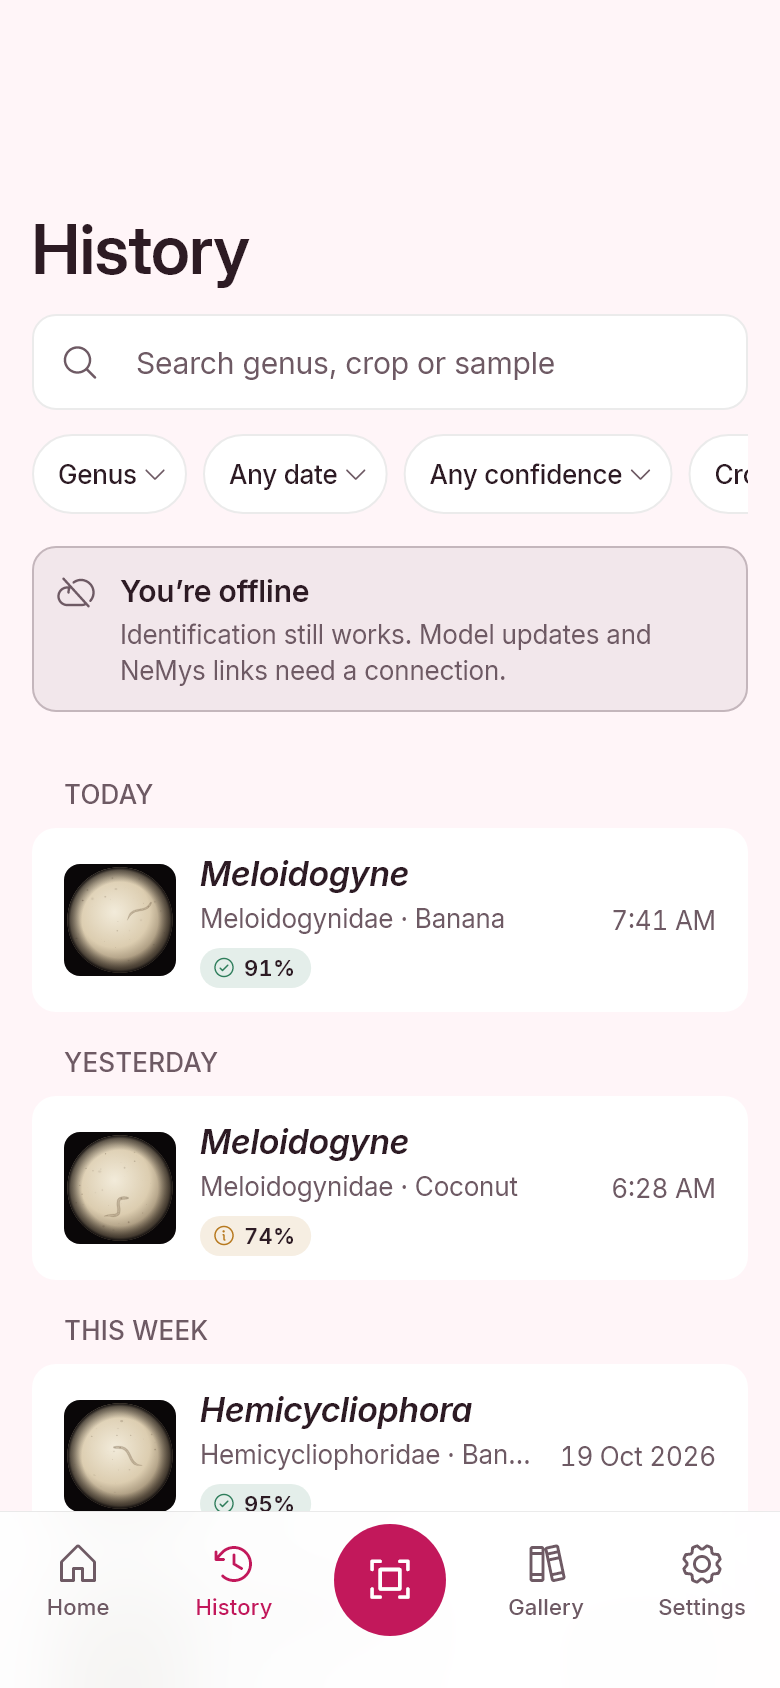 History
Search genus, crop or sample
Genus
Any date
Any confidence
Cro
You’re offline
Identification still works. Model updates and
NeMys links need a connection.
TODAY
Meloidogyne
Meloidogynidae · Banana
7:41 AM
91%
YESTERDAY
Meloidogyne
Meloidogynidae · Coconut
6:28 AM
74%
THIS WEEK
Hemicycliophora
Hemicycliophoridae · Ban...
19 Oct 2026
95%
Home
History
Gallery
Settings